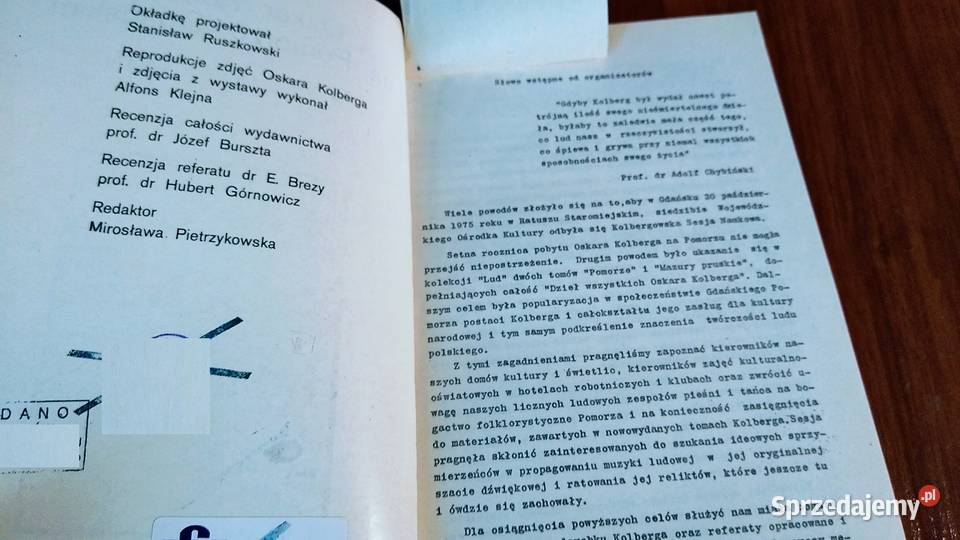 Okładkę projektował
Stanisław Ruszkowski
Reprodukcje zdjęć Oskara Kolberga
i zdjęcia z wystawy wykonał
Alfons Klejna
Recenzja całości wydawnictwa
prof. dr Józef Burszta
Recenzja referatu dr E. Brezy
prof. dr Hubert Górnowicz
Redaktor
Mirosława Pietrzykowska
DANO
Słowo wstępne od organizatorów
"Gdyby Kolberg był wydał nawet po-
trójną ilość swego nieśmiertelnego dzie-
ła, byłaby to zaledwie mała część tego,
co lud nasz w rzeczywistości stworzył,
co śpiewa i grywa przy niemal wszystkich
sposobnościach swego życia"
Prof. dr Adolf Chybiński
Wiele powodów złożyło się na to,aby w Gdańsku 20 paździer-
nika 1975 roku w Ratuszu Staromiejskim, siedzibie Wojewódz-
kiego Ośrodka Kultury odbyła się Kolbergowska Sesja Naukowa.
Setna rocznica pobytu Oskara Kolberga na Pomorzu nie mogła
przejść niepostrzeżenie. Drugim powodem było ukazanie się w
kolekcji "Lud" dwóch tomów "Pomorze" i "Mazury pruskie", do-
pełniających całość "Dzieł wszystkich Oskara Kolberga". Dal-
szym celem była popularyzacja w społeczeństwie Gdańskiego Po-
morza postaci Kolberga i całokształtu jego zasług dla kultury
narodowej i tym samym podkreślenie znaczenia twórczości ludu
polskiego.
Z tymi zagadnieniami pragnęliśmy zapoznać kierowników na-
szych domów kultury i świetlic, kierowników zajęć kulturalno-
oświatowych w hotelach robotniczych i klubach oraz zwrócić u-
wagę naszych licznych ludowych zespołów pieśni i tańca na bo-
gactwo folklorystyczne Pomorza i na konieczność zasięgnięcia
do materiałów, zawartych w nowowydanych tomach Kolberga.Sesja
pragnęła skłonić zainteresowanych do szukania ideowych sprzy-
mierzeńców w propagowaniu muzyki ludowej w jej oryginalnej
szacie dźwiękowej i ratowania jej reliktów, które jeszcze tu
i ówdzie się zachowały.
Dla osiągnięcia powyższych celów służyć nam
Kolberga oraz referaty opracowane i
Sprzedajemy.pl